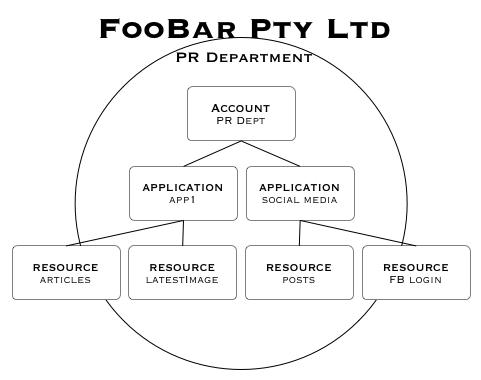 FooBar Pty Ltd
PR Department
Account
PR Dept
Application
app1
Application
social media
Resource
articles
Resource
latestImage
Resource
posts
Resource
FB login